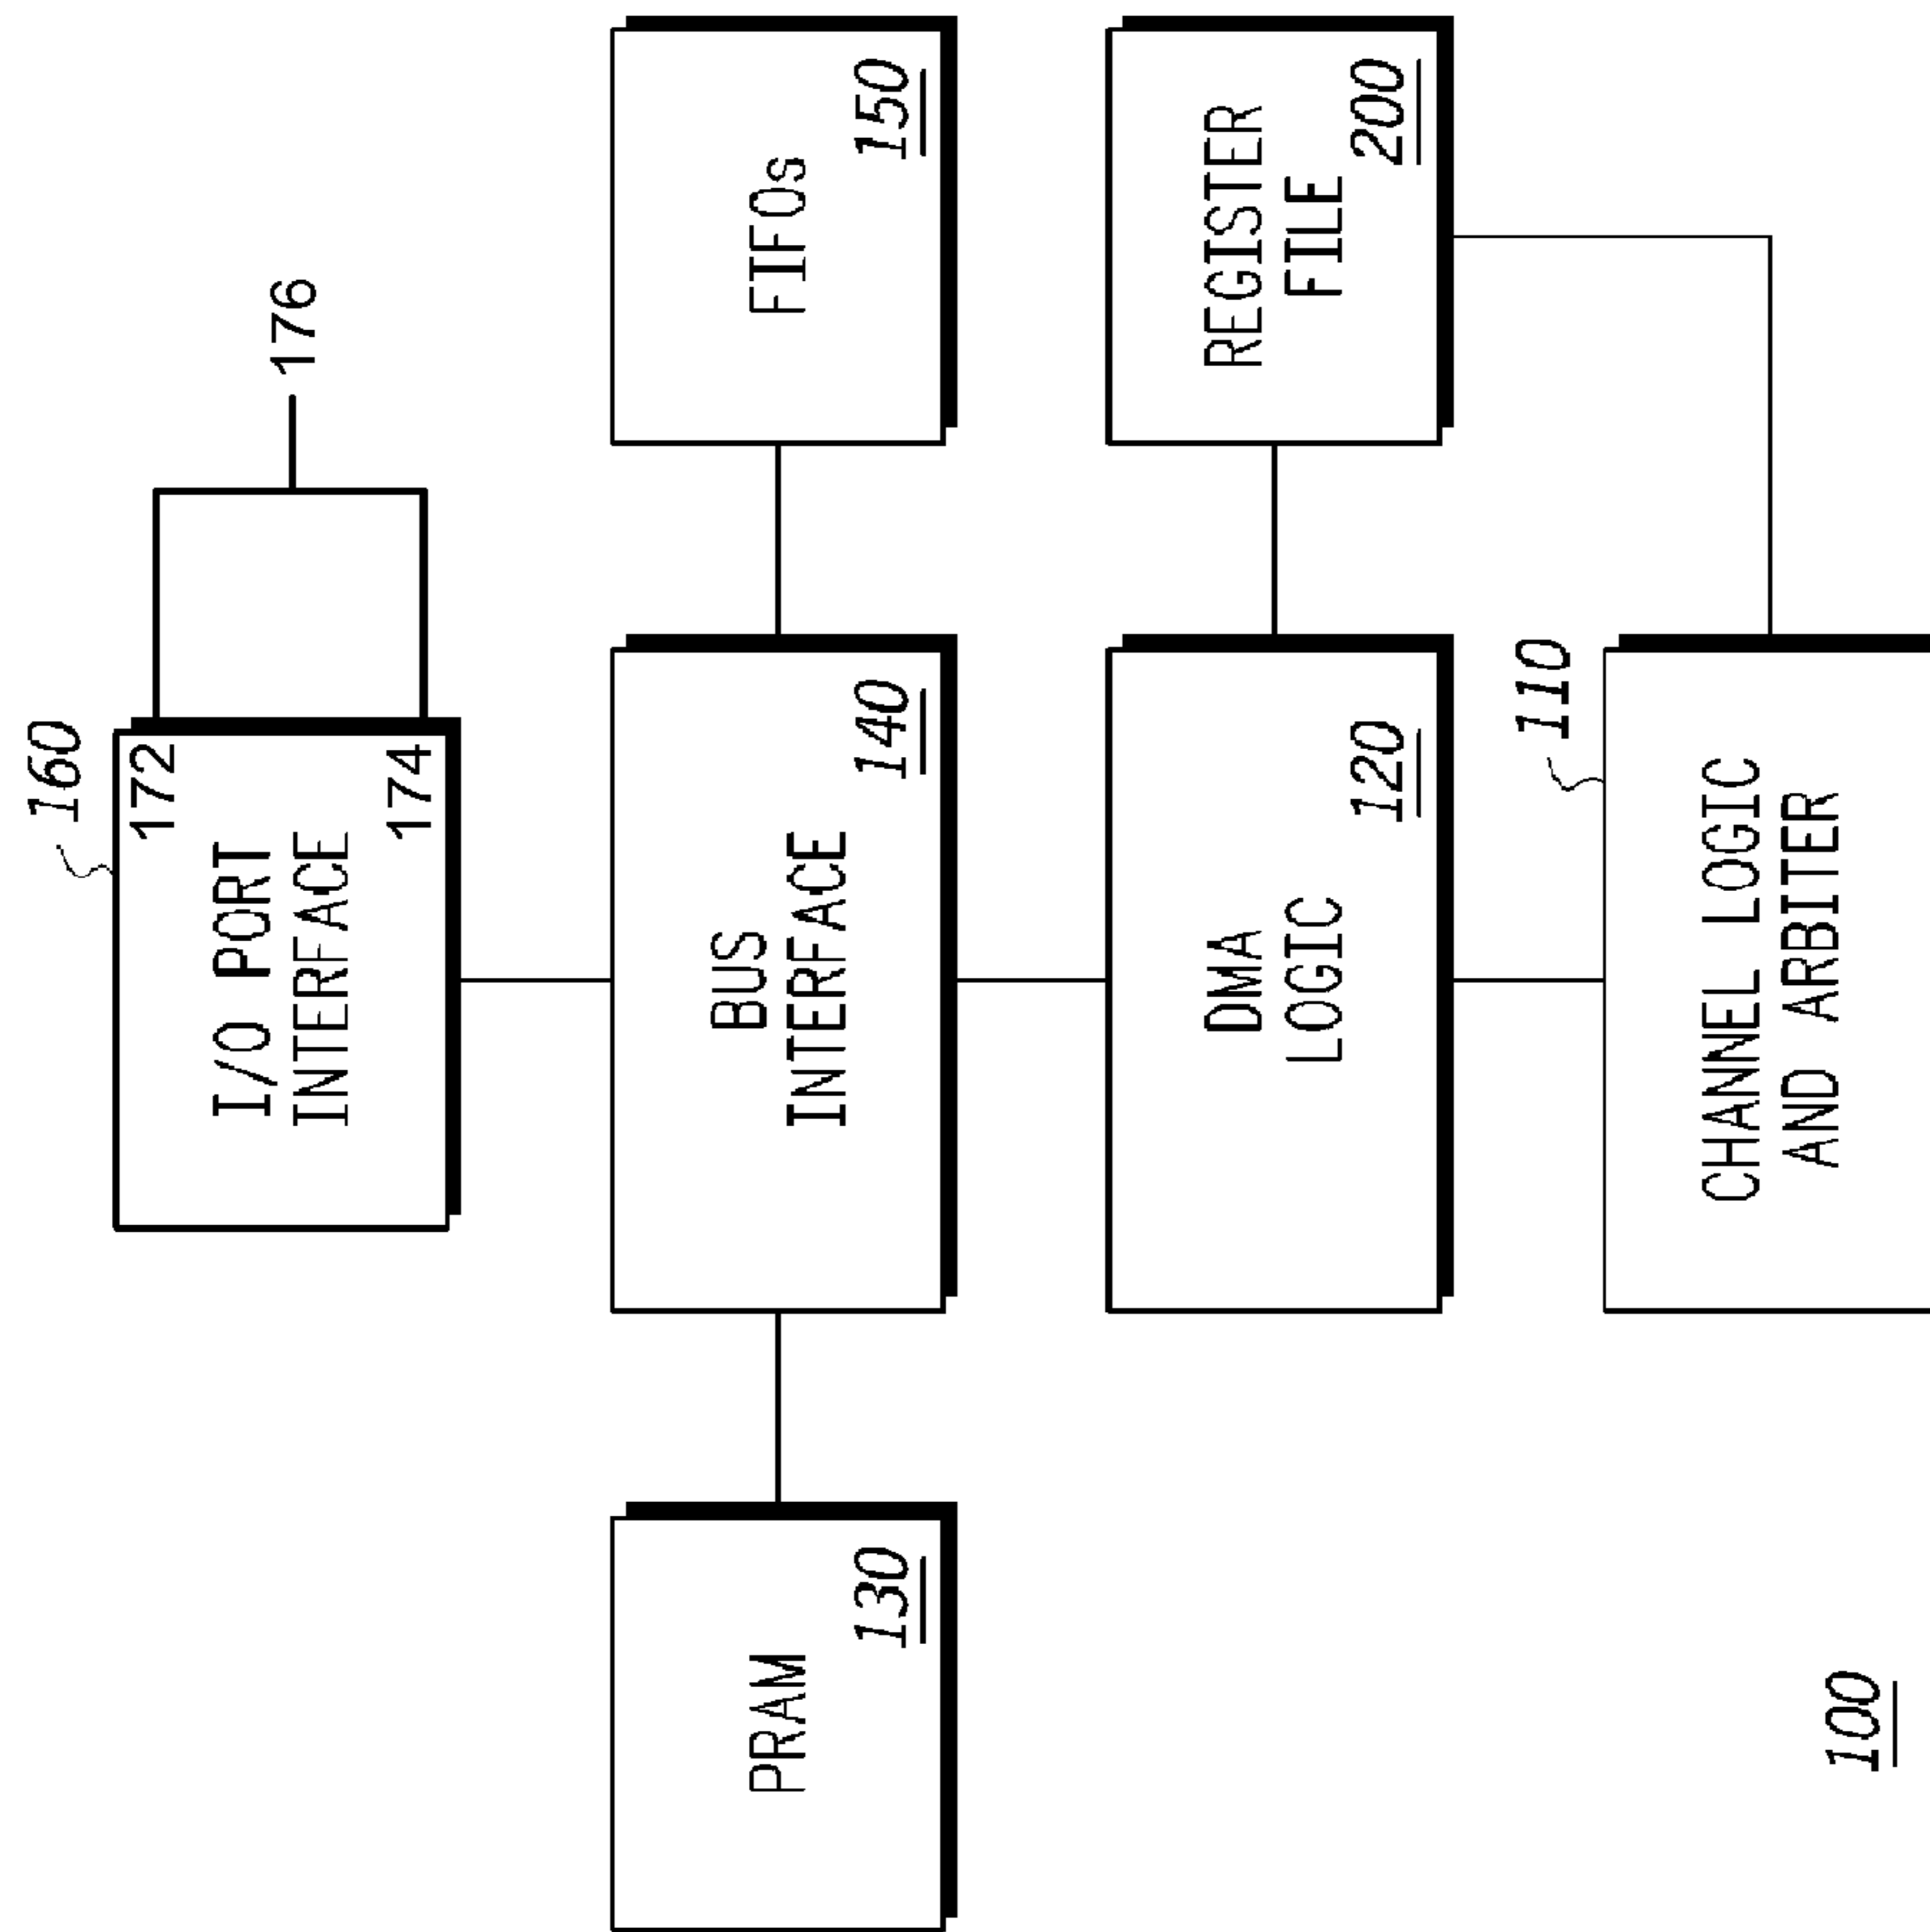 160
172
I/O PORT
INTERFACE
174
176
PRAM
130
BUS
INTERFACE
140
FIFOs
150
DMA
LOGIC
120
REGISTER
FILE
200
110
CHANNEL LOGIC
AND ARBITER
100